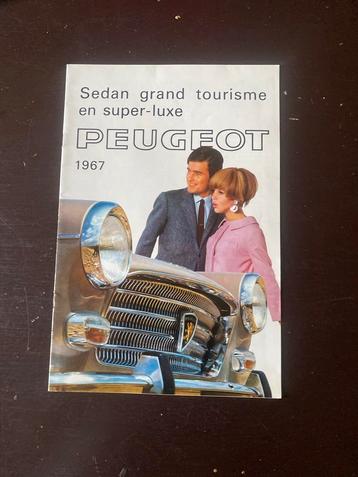 Sedan grand tourisme
en super-luxe
PEUGEOT
1967